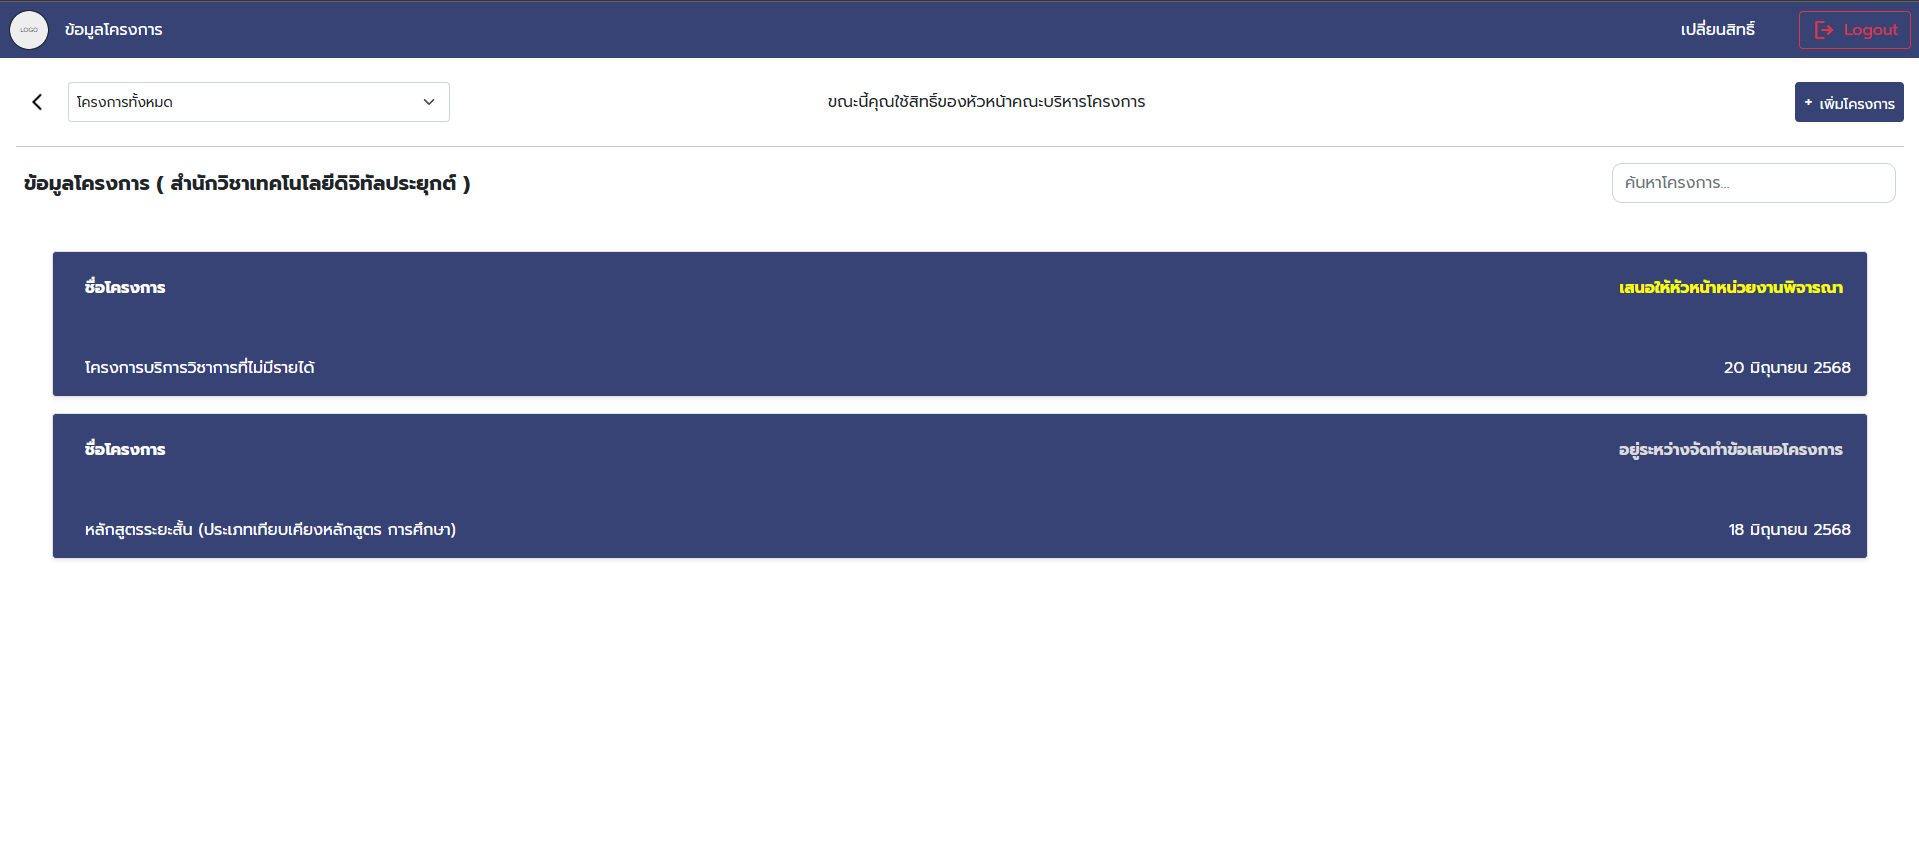 LOGO ข้อมูลโครงการ เปลี่ยนสิทธิ์ Logout
โครงการทั้งหมด ขณะนี้คุณใช้สิทธิ์ของหัวหน้าคณะบริหารโครงการ + เพิ่มโครงการ
ข้อมูลโครงการ ( สำนักวิชาเทคโนโลยีดิจิทัลประยุกต์ ) ค้นหาโครงการ...
ชื่อโครงการ เสนอให้หัวหน้าหน่วยงานพิจารณา
โครงการบริการวิชาการที่ไม่มีรายได้ 20 มิถุนายน 2568
ชื่อโครงการ อยู่ระหว่างจัดทำข้อเสนอโครงการ
หลักสูตรระยะสั้น (ประเภทเทียบเคียงหลักสูตร การศึกษา) 18 มิถุนายน 2568